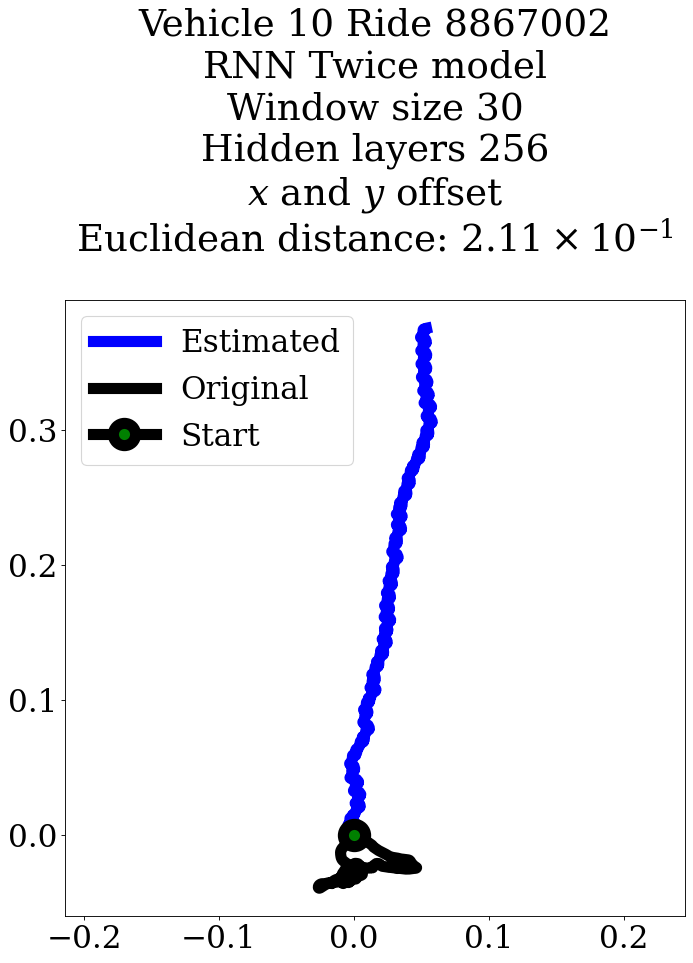 Vehicle 10 Ride 8867002
RNN Twice model
Window size 30
Hidden layers 256
x and y offset
Euclidean distance: 2.11 × 10⁻¹
Estimated
Original
Start
0.3
0.2
0.1
0.0
−0.2 −0.1 0.0 0.1 0.2